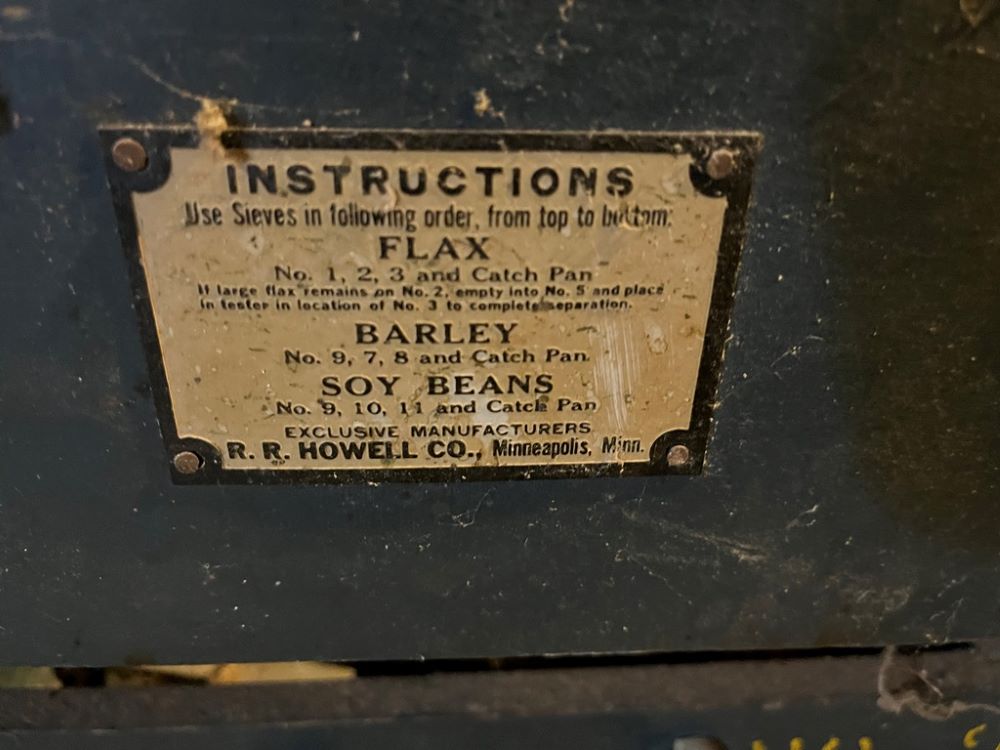 INSTRUCTIONS
Use Sieves in following order, from top to bottom:
FLAX
No. 1, 2, 3 and Catch Pan
If large flax remains on No. 2, empty into No. 5 and place
in tester in location of No. 3 to complete separation.
BARLEY
No. 9, 7, 8 and Catch Pan
SOY BEANS
No. 9, 10, 11 and Catch Pan
EXCLUSIVE MANUFACTURERS
R. R. HOWELL CO., Minneapolis, Minn.